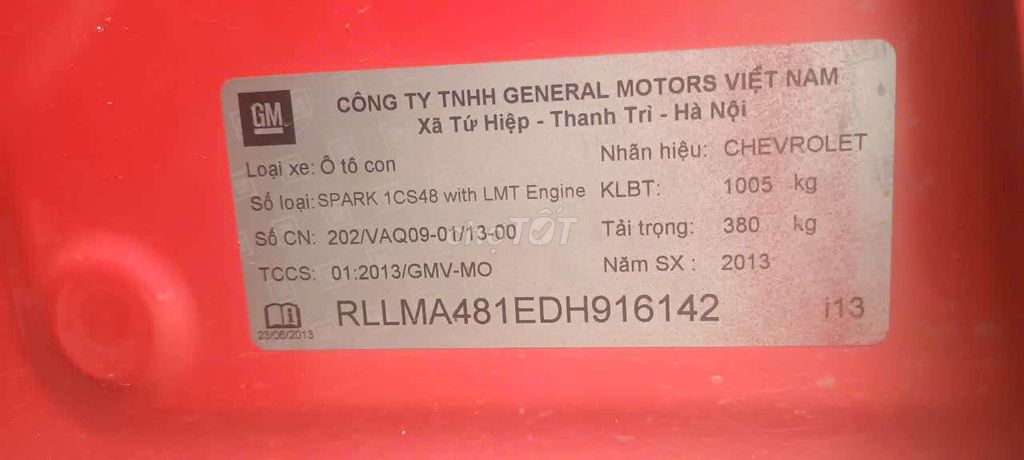 GM
CÔNG TY TNHH GENERAL MOTORS VIỆT NAM
Xã Tứ Hiệp - Thanh Trì - Hà Nội
Loại xe: Ô tô con
Nhãn hiệu: CHEVROLET
Số loại: SPARK 1CS48 with LMT Engine
KLBT: 1005 kg
Số CN: 202/VAQ09-01/13-00
Tải trọng: 380 kg
TCCS: 01:2013/GMV-MO
Năm SX : 2013
RLLMA481EDH916142
i13
23/06/2013
chợTỐT